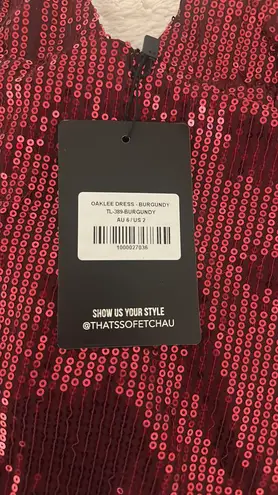 OAKLEE DRESS - BURGUNDY
TL-389-BURGUNDY
AU 6 / US 2
1000027036
SHOW US YOUR STYLE
@THATSSOFETCHAU